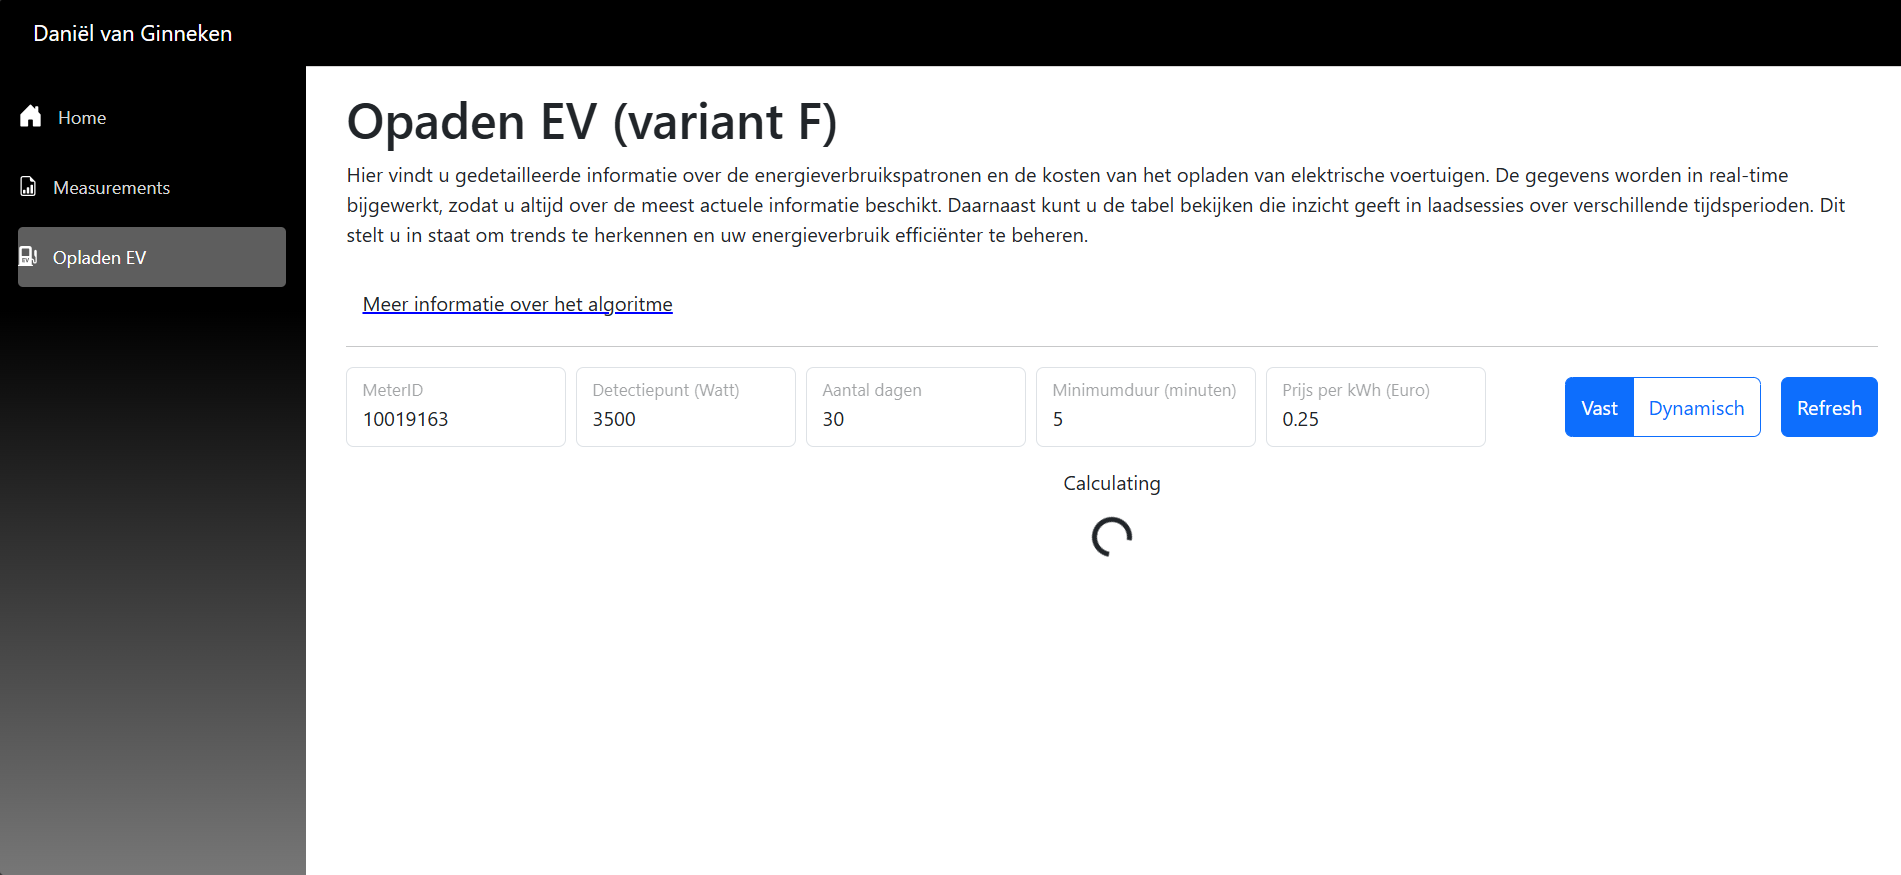 Daniël van Ginneken
Home
Measurements
Opladen EV
Opaden EV (variant F)
Hier vindt u gedetailleerde informatie over de energieverbruikspatronen en de kosten van het opladen van elektrische voertuigen. De gegevens worden in real-time
bijgewerkt, zodat u altijd over de meest actuele informatie beschikt. Daarnaast kunt u de tabel bekijken die inzicht geeft in laadsessies over verschillende tijdsperioden. Dit
stelt u in staat om trends te herkennen en uw energieverbruik efficiënter te beheren.
Meer informatie over het algoritme
MeterID
10019163
Detectiepunt (Watt)
3500
Aantal dagen
30
Minimumduur (minuten)
5
Prijs per kWh (Euro)
0.25
Vast
Dynamisch
Refresh
Calculating